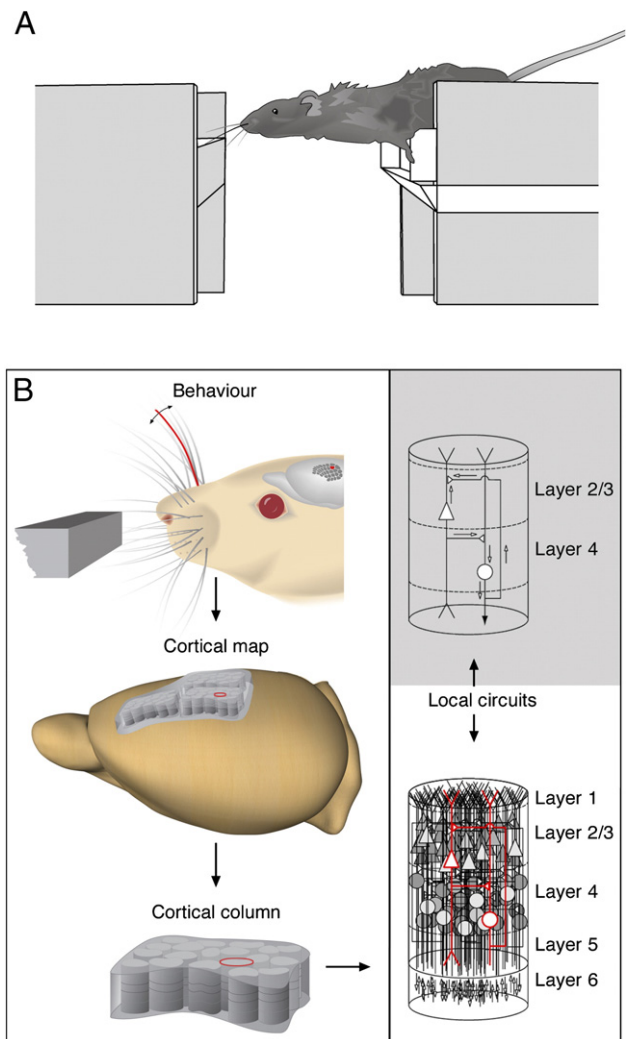 A
B
Behaviour
Cortical map
Cortical column
Layer 2/3
Layer 4
Local circuits
Layer 1
Layer 2/3
Layer 4
Layer 5
Layer 6